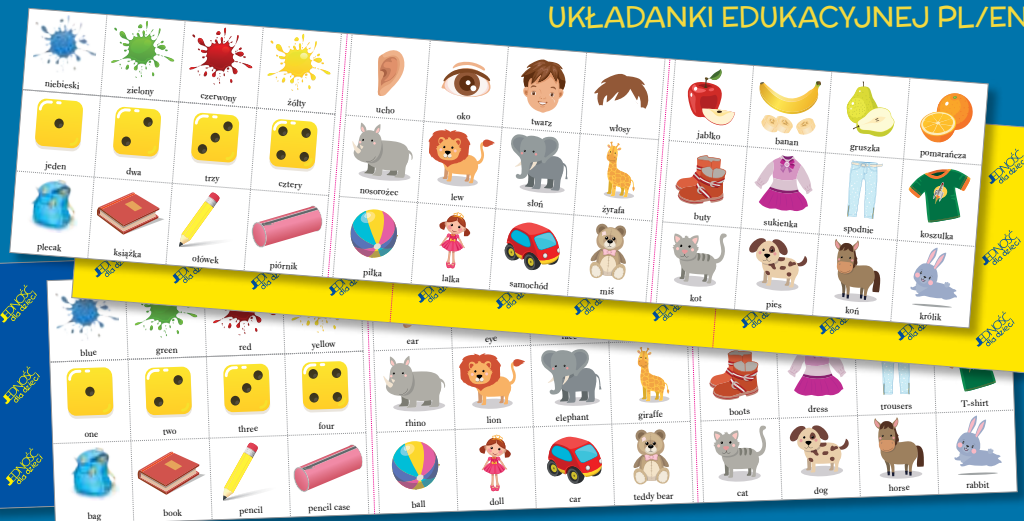 UKŁADANKI EDUKACYJNEJ PL/EN
niebieski zielony czerwony żółty ucho oko twarz włosy jabłko banan gruszka pomarańcza
jeden dwa trzy cztery nosorożec lew słoń żyrafa buty sukienka spodnie koszulka
plecak książka ołówek piórnik piłka lalka samochód miś kot pies koń królik
JEDNOŚĆ
dla dzieci
blue green red yellow ear eye
one two three four rhino lion elephant giraffe boots dress trousers T-shirt
bag book pencil pencil case ball doll car teddy bear cat dog horse rabbit